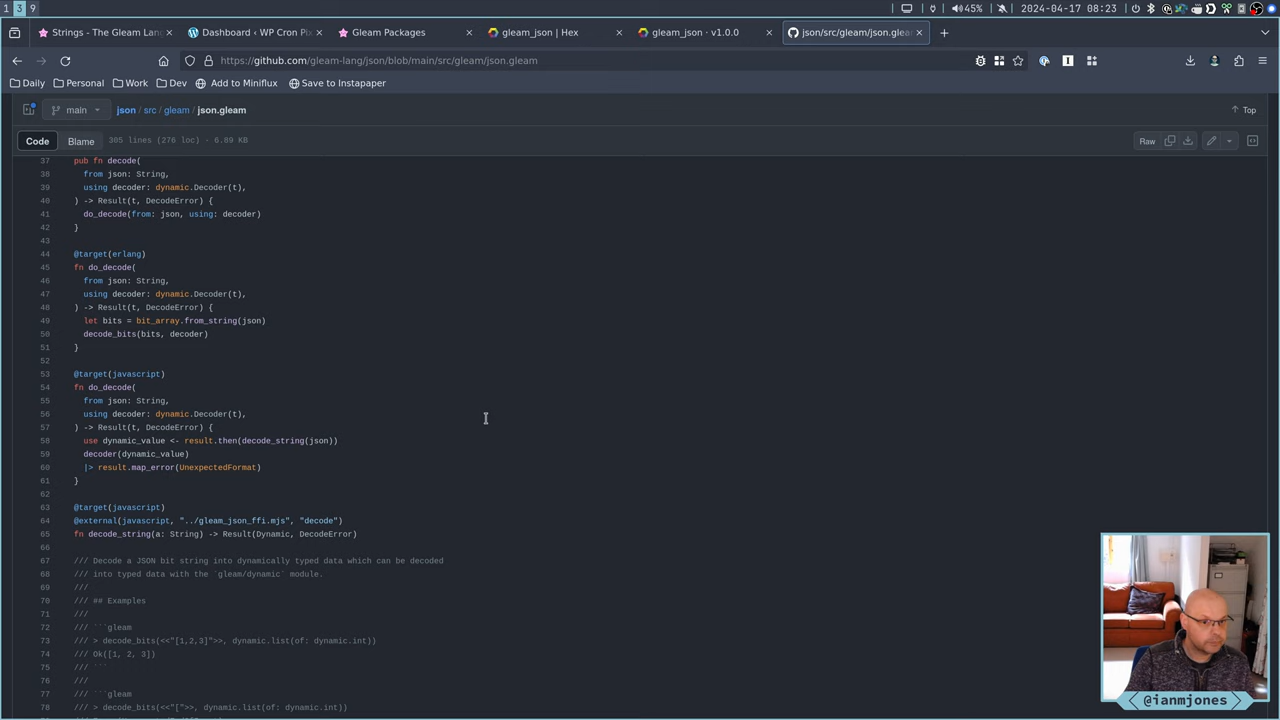 1 3 9
45%
2024-04-17 08:23
Strings - The Gleam Lang
Dashboard ‹ WP Cron Pix
Gleam Packages
gleam_json | Hex
gleam_json · v1.0.0
json/src/gleam/json.glea
https://github.com/gleam-lang/json/blob/main/src/gleam/json.gleam
Daily
Personal
Work
Dev
Add to Miniflux
Save to Instapaper
main
json / src / gleam / json.gleam
Top
Code
Blame
305 lines (276 loc) · 6.89 KB
Raw
37 pub fn decode(
38 from json: String,
39 using decoder: dynamic.Decoder(t),
40 ) -> Result(t, DecodeError) {
41 do_decode(from: json, using: decoder)
42 }
43
44 @target(erlang)
45 fn do_decode(
46 from json: String,
47 using decoder: dynamic.Decoder(t),
48 ) -> Result(t, DecodeError) {
49 let bits = bit_array.from_string(json)
50 decode_bits(bits, decoder)
51 }
52
53 @target(javascript)
54 fn do_decode(
55 from json: String,
56 using decoder: dynamic.Decoder(t),
57 ) -> Result(t, DecodeError) {
58 use dynamic_value <- result.then(decode_string(json))
59 decoder(dynamic_value)
60 |> result.map_error(UnexpectedFormat)
61 }
62
63 @target(javascript)
64 @external(javascript, "../gleam_json_ffi.mjs", "decode")
65 fn decode_string(a: String) -> Result(Dynamic, DecodeError)
66
67 /// Decode a JSON bit string into dynamically typed data which can be decoded
68 /// into typed data with the `gleam/dynamic` module.
69 ///
70 /// ## Examples
71 ///
72 /// ```gleam
73 /// > decode_bits(<<"[1,2,3]">>, dynamic.list(of: dynamic.int))
74 /// Ok([1, 2, 3])
75 /// ```
76 ///
77 /// ```gleam
78 /// > decode_bits(<<"[">>, dynamic.list(of: dynamic.int))
@ianmjones